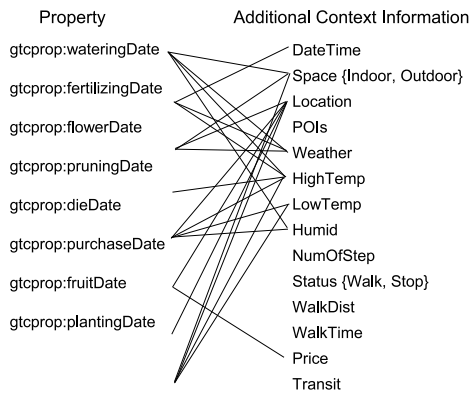 Property
Additional Context Information
gtcprop:wateringDate
gtcprop:fertilizingDate
gtcprop:flowerDate
gtcprop:pruningDate
gtcprop:dieDate
gtcprop:purchaseDate
gtcprop:fruitDate
gtcprop:plantingDate
DateTime
Space {Indoor, Outdoor}
Location
POIs
Weather
HighTemp
LowTemp
Humid
NumOfStep
Status {Walk, Stop}
WalkDist
WalkTime
Price
Transit